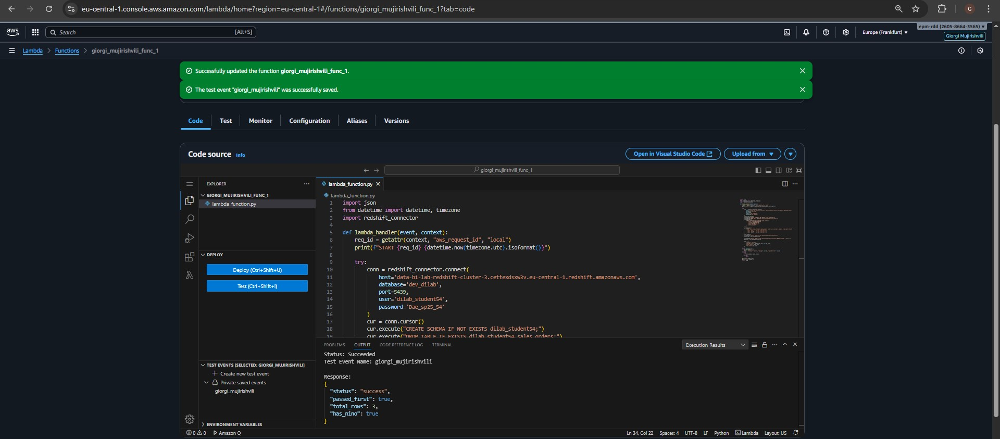 eu-central-1.console.aws.amazon.com/lambda/home?region=eu-central-1#/functions/giorgi_mujirishvili_func_1?tab=code
G
aws
Search
[Alt+S]
Europe (Frankfurt)
epm-rdd (2605-8664-3565)
Giorgi Mujirishvili
Lambda
Functions
giorgi_mujirishvili_func_1
Successfully updated the function giorgi_mujirishvili_func_1.
The test event "giorgi_mujirishvili" was successfully saved.
Code
Test
Monitor
Configuration
Aliases
Versions
Code source Info
Open in Visual Studio Code
Upload from
giorgi_mujirishvili_func_1
EXPLORER
GIORGI_MUJIRISHVILI_FUNC_1
lambda_function.py
DEPLOY
Deploy (Ctrl+Shift+U)
Test (Ctrl+Shift+I)
TEST EVENTS [SELECTED: GIORGI_MUJIRISHVILI]
Create new test event
Private saved events
giorgi_mujirishvili
ENVIRONMENT VARIABLES
lambda_function.py
lambda_function.py
1 import json
2 from datetime import datetime, timezone
3 import redshift_connector
4
5 def lambda_handler(event, context):
6 req_id = getattr(context, "aws_request_id", "local")
7 print(f"START {req_id} {datetime.now(timezone.utc).isoformat()}")
8
9 try:
10 conn = redshift_connector.connect(
11 host='data-bi-lab-redshift-cluster-3.cettexdsxw3v.eu-central-1.redshift.amazonaws.com',
12 database='dev_dilab',
13 port=5439,
14 user='dilab_student54',
15 password='Dae_sp25_54'
16 )
17 cur = conn.cursor()
18 cur.execute("CREATE SCHEMA IF NOT EXISTS dilab_student54;")
19 cur.execute("DROP TABLE IF EXISTS dilab_student54.sales_orders;")
PROBLEMS
OUTPUT
CODE REFERENCE LOG
TERMINAL
Execution Results
Status: Succeeded
Test Event Name: giorgi_mujirishvili
Response:
{
"status": "success",
"passed_first": true,
"total_rows": 3,
"has_nino": true
}
0 0
Amazon Q
Ln 34, Col 22
Spaces: 4
UTF-8
LF
Python
Lambda
Layout: US